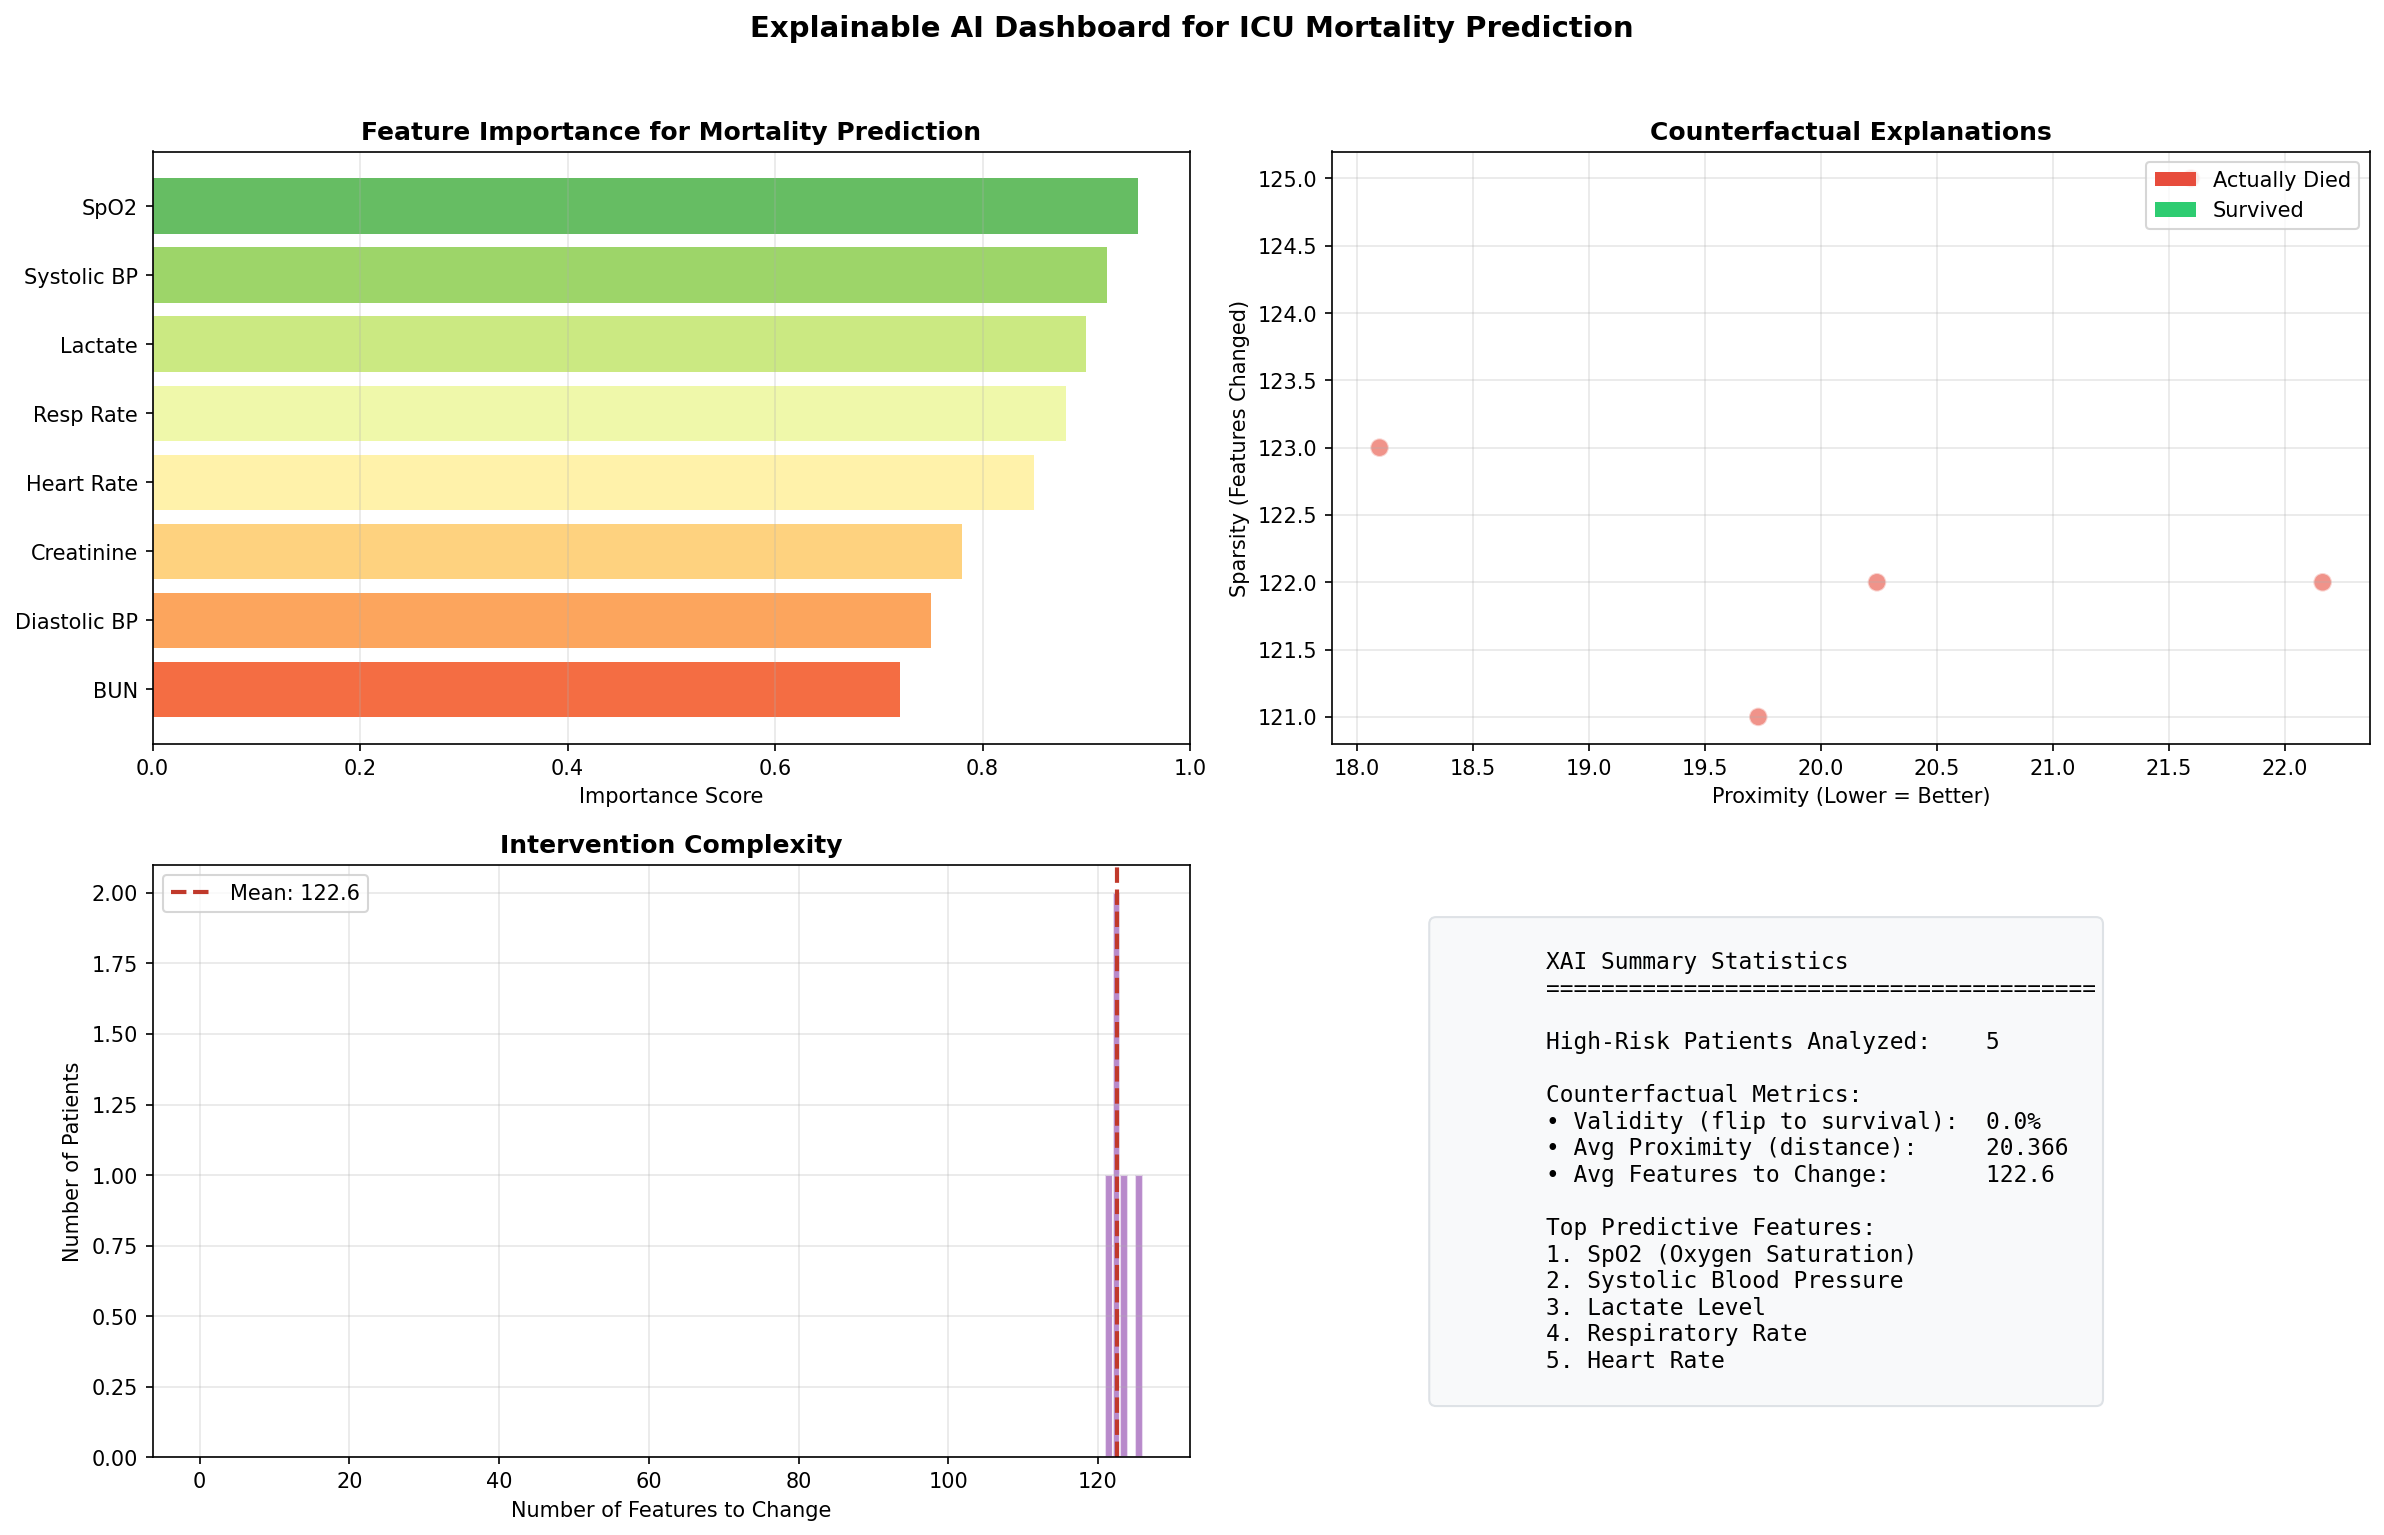 Explainable AI Dashboard for ICU Mortality Prediction
Feature Importance for Mortality Prediction
SpO2
Systolic BP
Lactate
Resp Rate
Heart Rate
Creatinine
Diastolic BP
BUN
0.0 0.2 0.4 0.6 0.8 1.0
Importance Score
Counterfactual Explanations
Actually Died
Survived
Sparsity (Features Changed)
125.0
124.5
124.0
123.5
123.0
122.5
122.0
121.5
121.0
18.0 18.5 19.0 19.5 20.0 20.5 21.0 21.5 22.0
Proximity (Lower = Better)
Intervention Complexity
Mean: 122.6
Number of Patients
2.00
1.75
1.50
1.25
1.00
0.75
0.50
0.25
0.00
0 20 40 60 80 100 120
Number of Features to Change
XAI Summary Statistics
========================================
High-Risk Patients Analyzed: 5
Counterfactual Metrics:
• Validity (flip to survival): 0.0%
• Avg Proximity (distance): 20.366
• Avg Features to Change: 122.6
Top Predictive Features:
1. SpO2 (Oxygen Saturation)
2. Systolic Blood Pressure
3. Lactate Level
4. Respiratory Rate
5. Heart Rate